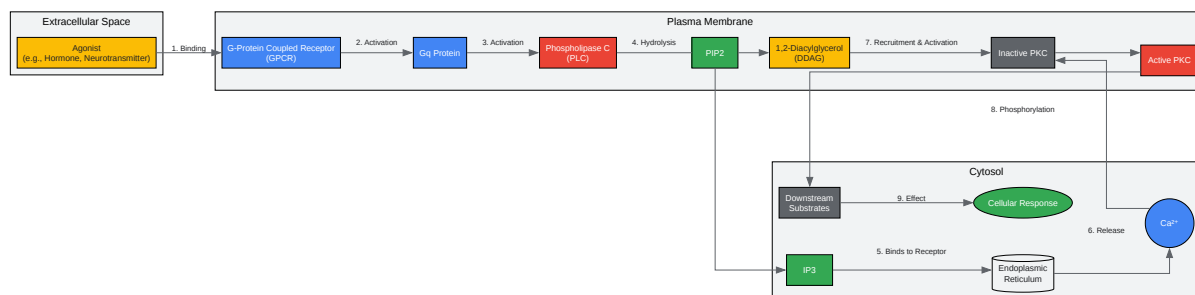 Extracellular Space
Plasma Membrane
Agonist
(e.g., Hormone, Neurotransmitter)
1. Binding
G-Protein Coupled Receptor
(GPCR)
2. Activation
Gq Protein
3. Activation
Phospholipase C
(PLC)
4. Hydrolysis
PIP2
1,2-Diacylglycerol
(DDAG)
7. Recruitment & Activation
Inactive PKC
Active PKC
8. Phosphorylation
Cytosol
Downstream
Substrates
9. Effect
Cellular Response
Ca²⁺
6. Release
IP3
5. Binds to Receptor
Endoplasmic
Reticulum